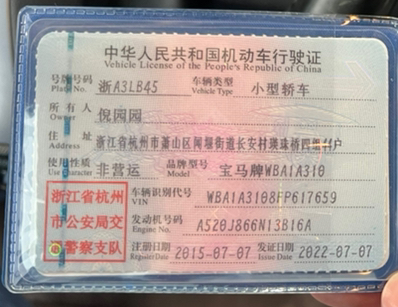 中华人民共和国机动车行驶证
Vehicle License of the People's Republic of China
号牌号码 浙A3LB45 车辆类型 小型轿车
Plate No. Vehicle Type
所有人 倪园园
Owner
住址 浙江省杭州市萧山区闻堰街道长安村璜珠桥四组 户
Address
使用性质 非营运 品牌型号 宝马牌WBA1A310
Use Character Model
浙江省杭州 车辆识别代号 WBA1A3108FP617659
VIN
市公安局交 发动机号码 A520J866N13B16A
Engine No.
警察支队 注册日期 2015-07-07 发证日期 2022-07-07
Register Date Issue Date